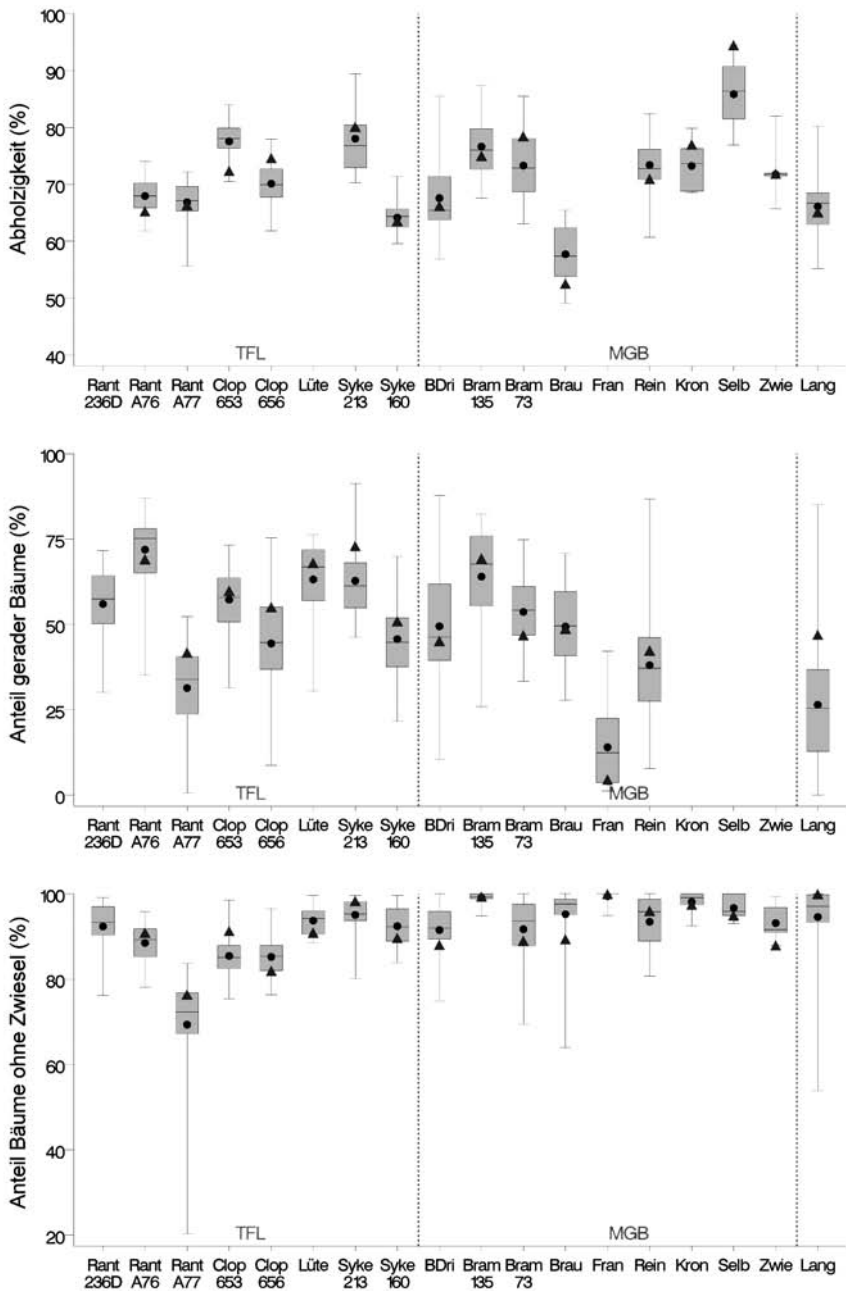 Abholzigkeit (%)
100
90
80
70
60
50
40
TFL
MGB
Rant Rant Rant Clop Clop Lüte Syke Syke BDri Bram Bram Brau Fran Rein Kron Selb Zwie Lang
236D A76 A77 653 656 213 160 135 73
Anteil gerader Bäume (%)
100
75
50
25
0
TFL
MGB
Rant Rant Rant Clop Clop Lüte Syke Syke BDri Bram Bram Brau Fran Rein Kron Selb Zwie Lang
236D A76 A77 653 656 213 160 135 73
Anteil Bäume ohne Zwiesel (%)
100
80
60
40
20
TFL
MGB
Rant Rant Rant Clop Clop Lüte Syke Syke BDri Bram Bram Brau Fran Rein Kron Selb Zwie Lang
236D A76 A77 653 656 213 160 135 73